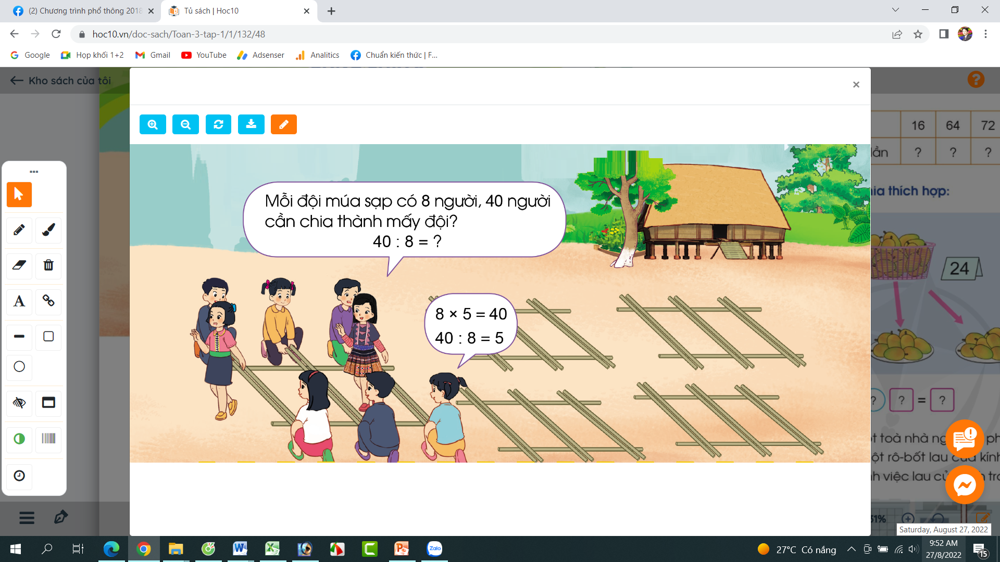 (2) Chương trình phổ thông 2018
Tủ sách | Hoc10
hoc10.vn/doc-sach/Toan-3-tap-1/1/132/48
Google
Họp khối 1+2
Gmail
YouTube
Adsenser
Analitics
Chuẩn kiến thức | F...
Kho sách của tôi
Mỗi đội múa sạp có 8 người, 40 người
cần chia thành mấy đội?
40 : 8 = ?
8 × 5 = 40
40 : 8 = 5
16 64 72
lần ? ? ?
hia thích hợp:
24
? ? = ?
ột toà nhà ng ph
ột rô-bốt lau của kính
h việc lau cử
A
51%
Saturday, August 27, 2022
Zalo
27°C Có nắng
9:52 AM
27/8/2022
15